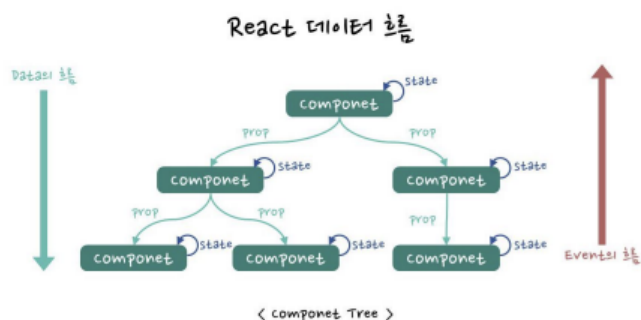 React 데이터 흐름
Data의 흐름
state
componet
prop
prop
state
state
componet
componet
prop
prop
prop
state
state
state
componet
componet
componet
Event의 흐름
< Componet Tree >